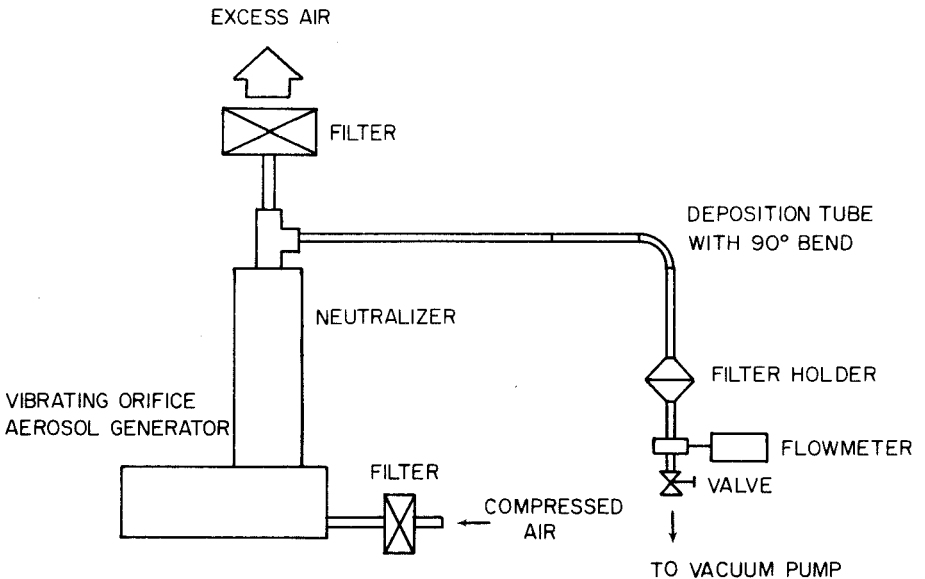 EXCESS AIR
FILTER
DEPOSITION TUBE
WITH 90° BEND
NEUTRALIZER
FILTER HOLDER
VIBRATING ORIFICE
AEROSOL GENERATOR
FLOWMETER
FILTER
VALVE
COMPRESSED
AIR
TO VACUUM PUMP